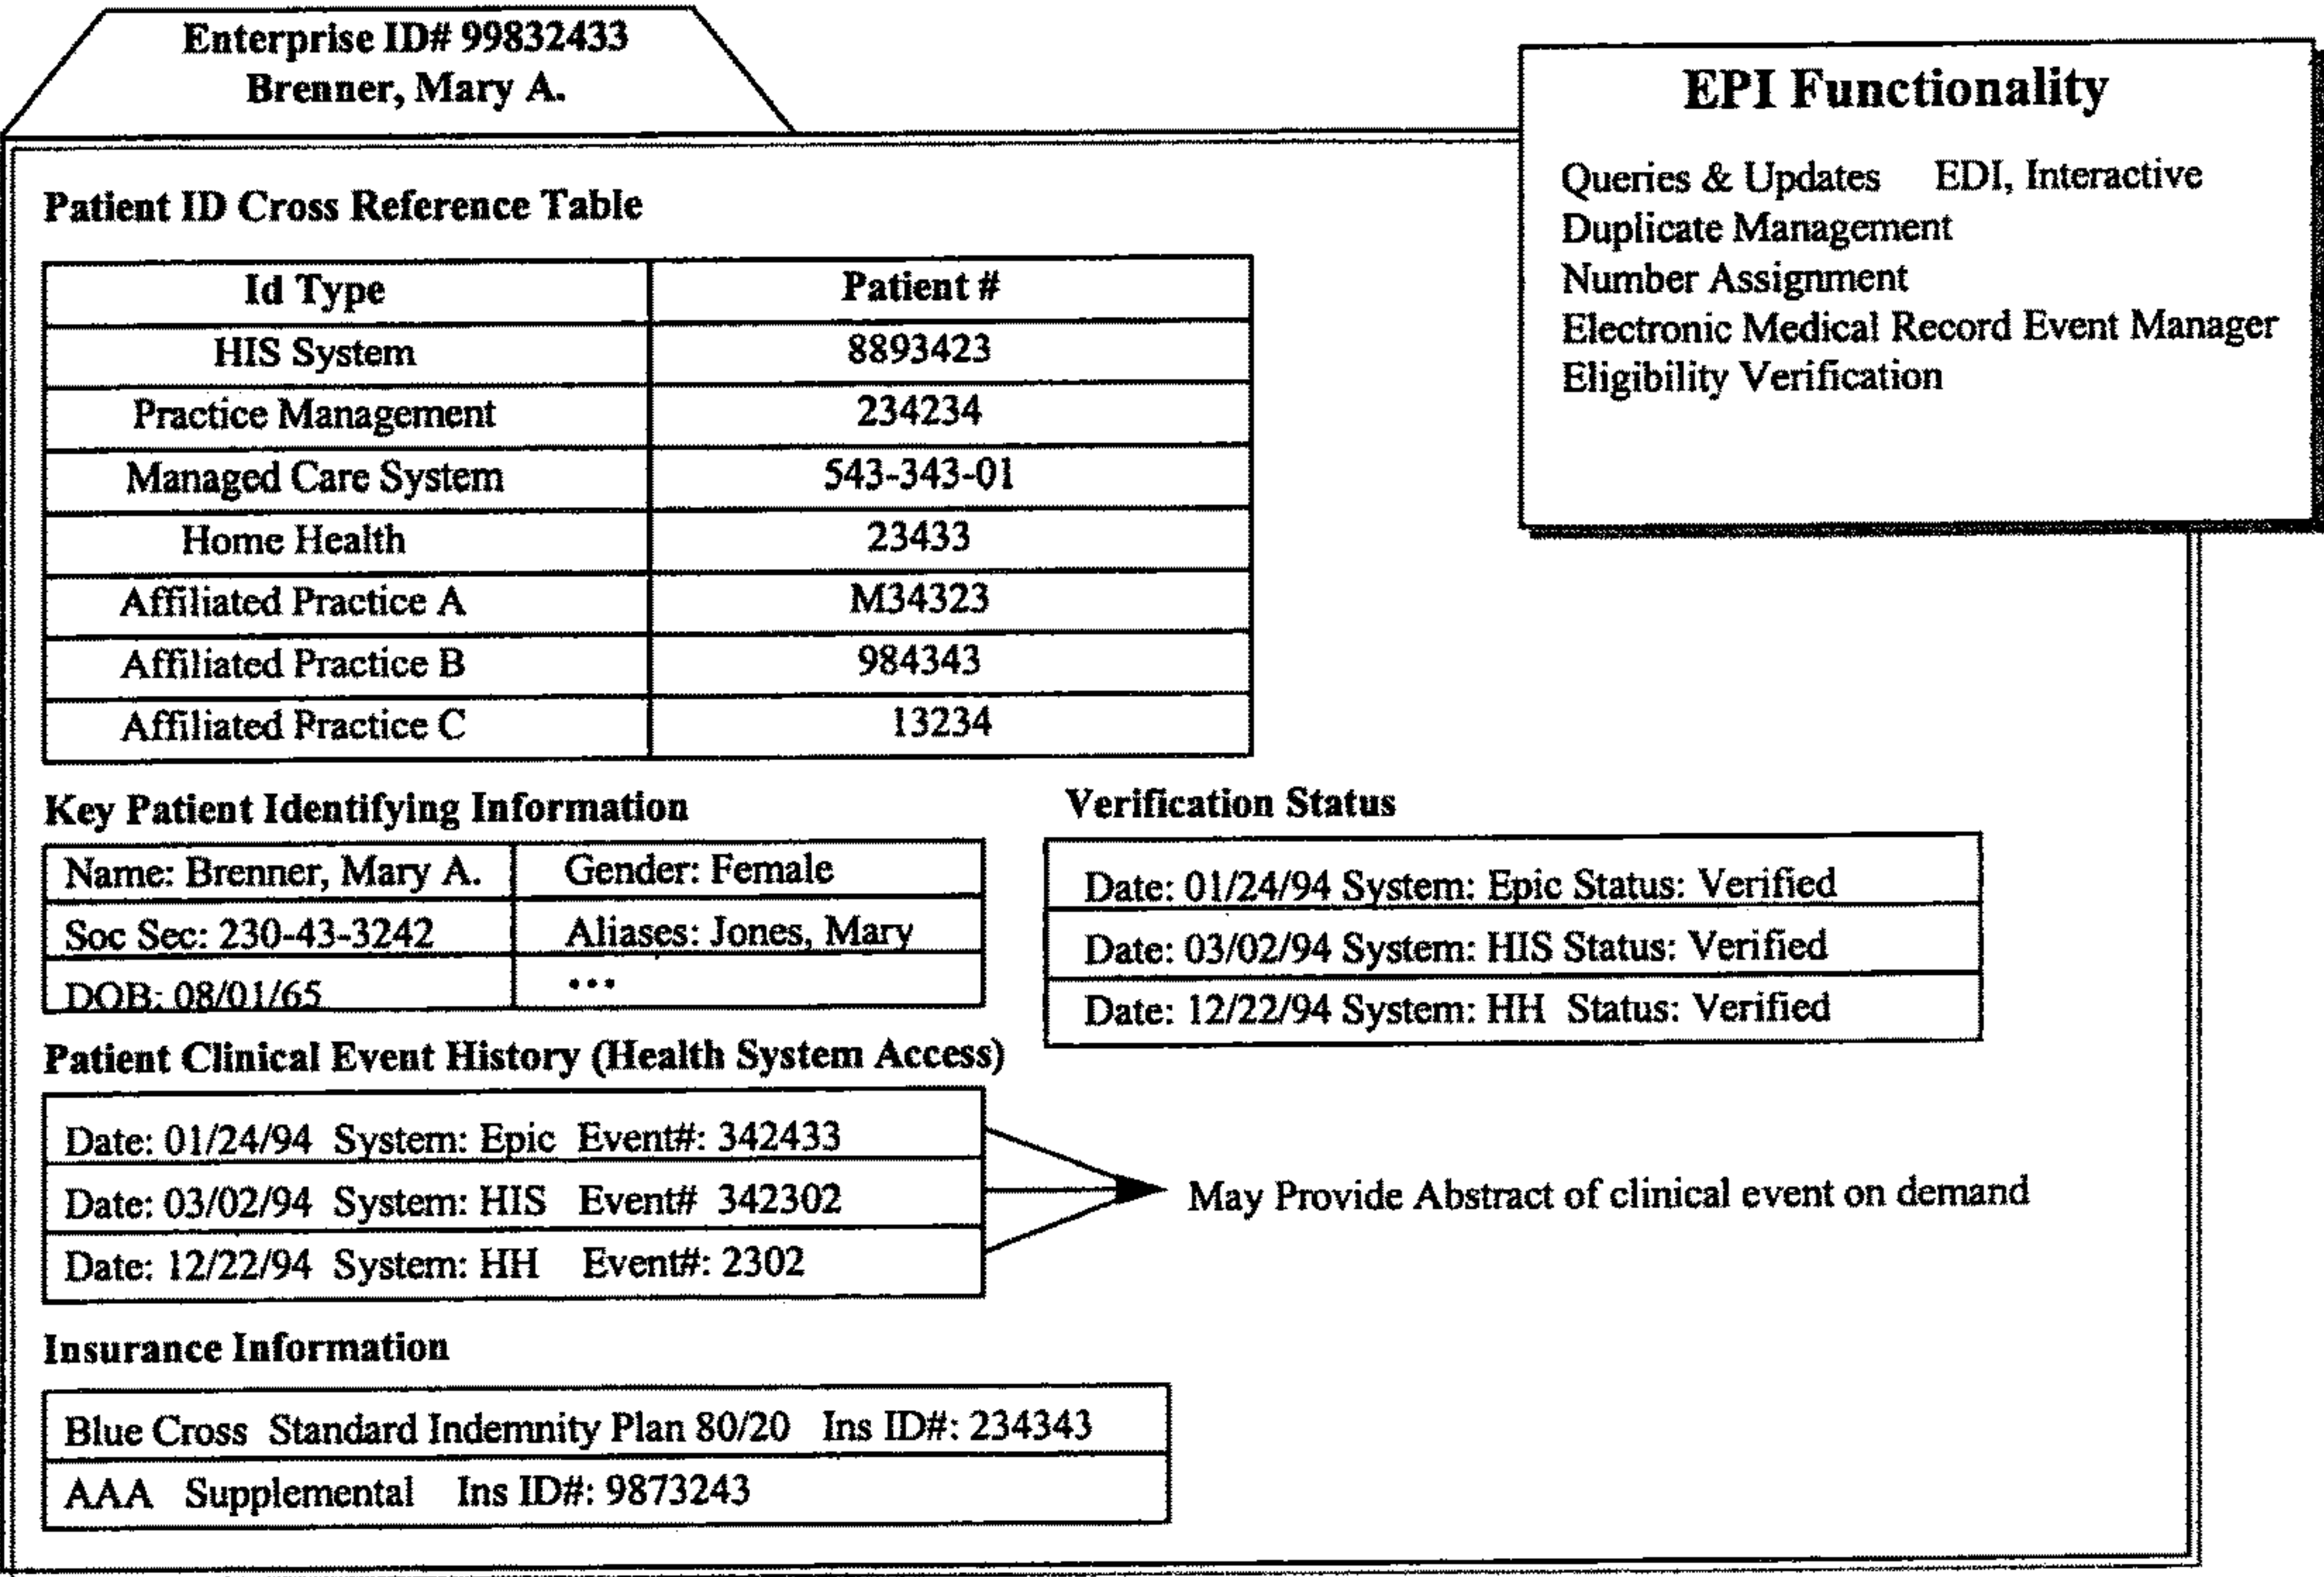 Enterprise ID# 99832433
Brenner, Mary A.
EPI Functionality
Queries & Updates EDI, Interactive
Duplicate Management
Number Assignment
Electronic Medical Record Event Manager
Eligibility Verification
Patient ID Cross Reference Table
Id Type Patient #
HIS System 8893423
Practice Management 234234
Managed Care System 543-343-01
Home Health 23433
Affiliated Practice A M34323
Affiliated Practice B 984343
Affiliated Practice C 13234
Key Patient Identifying Information
Name: Brenner, Mary A. Gender: Female
Soc Sec: 230-43-3242 Aliases: Jones, Mary
DOB: 08/01/65 •••
Verification Status
Date: 01/24/94 System: Epic Status: Verified
Date: 03/02/94 System: HIS Status: Verified
Date: 12/22/94 System: HH Status: Verified
Patient Clinical Event History (Health System Access)
Date: 01/24/94 System: Epic Event#: 342433
Date: 03/02/94 System: HIS Event# 342302
Date: 12/22/94 System: HH Event#: 2302
May Provide Abstract of clinical event on demand
Insurance Information
Blue Cross Standard Indemnity Plan 80/20 Ins ID#: 234343
AAA Supplemental Ins ID#: 9873243